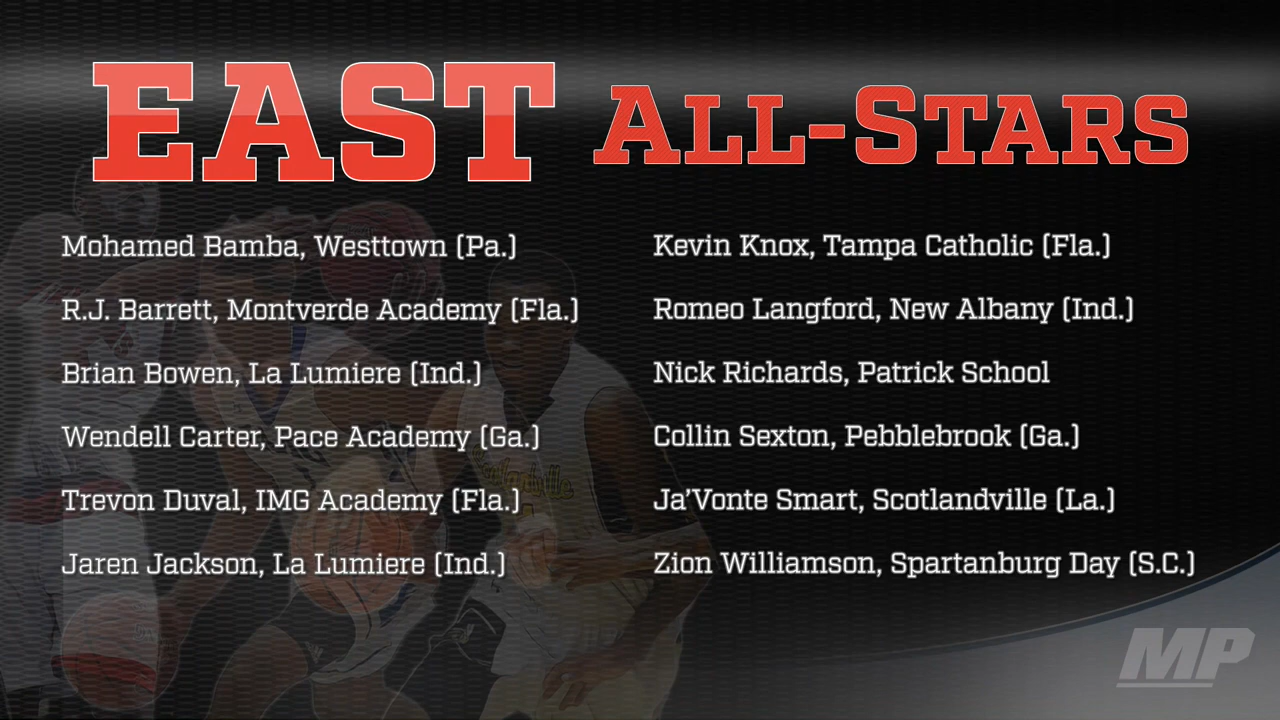 EAST ALL-STARS
Mohamed Bamba, Westtown (Pa.)
R.J. Barrett, Montverde Academy (Fla.)
Brian Bowen, La Lumiere (Ind.)
Wendell Carter, Pace Academy (Ga.)
Trevon Duval, IMG Academy (Fla.)
Jaren Jackson, La Lumiere (Ind.)
Kevin Knox, Tampa Catholic (Fla.)
Romeo Langford, New Albany (Ind.)
Nick Richards, Patrick School
Collin Sexton, Pebblebrook (Ga.)
Ja'Vonte Smart, Scotlandville (La.)
Zion Williamson, Spartanburg Day (S.C.)
MP